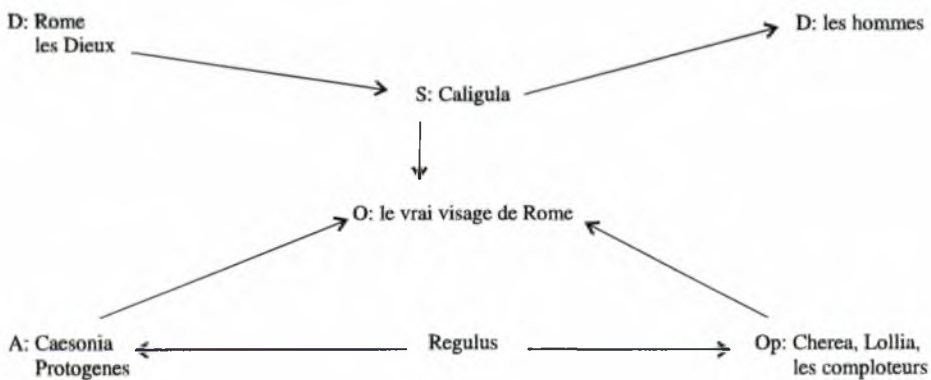 D: Rome
les Dieux
D: les hommes
S: Caligula
O: le vrai visage de Rome
A: Caesonia
Protogenes
Regulus
Op: Cherea, Lollia,
les comploteurs